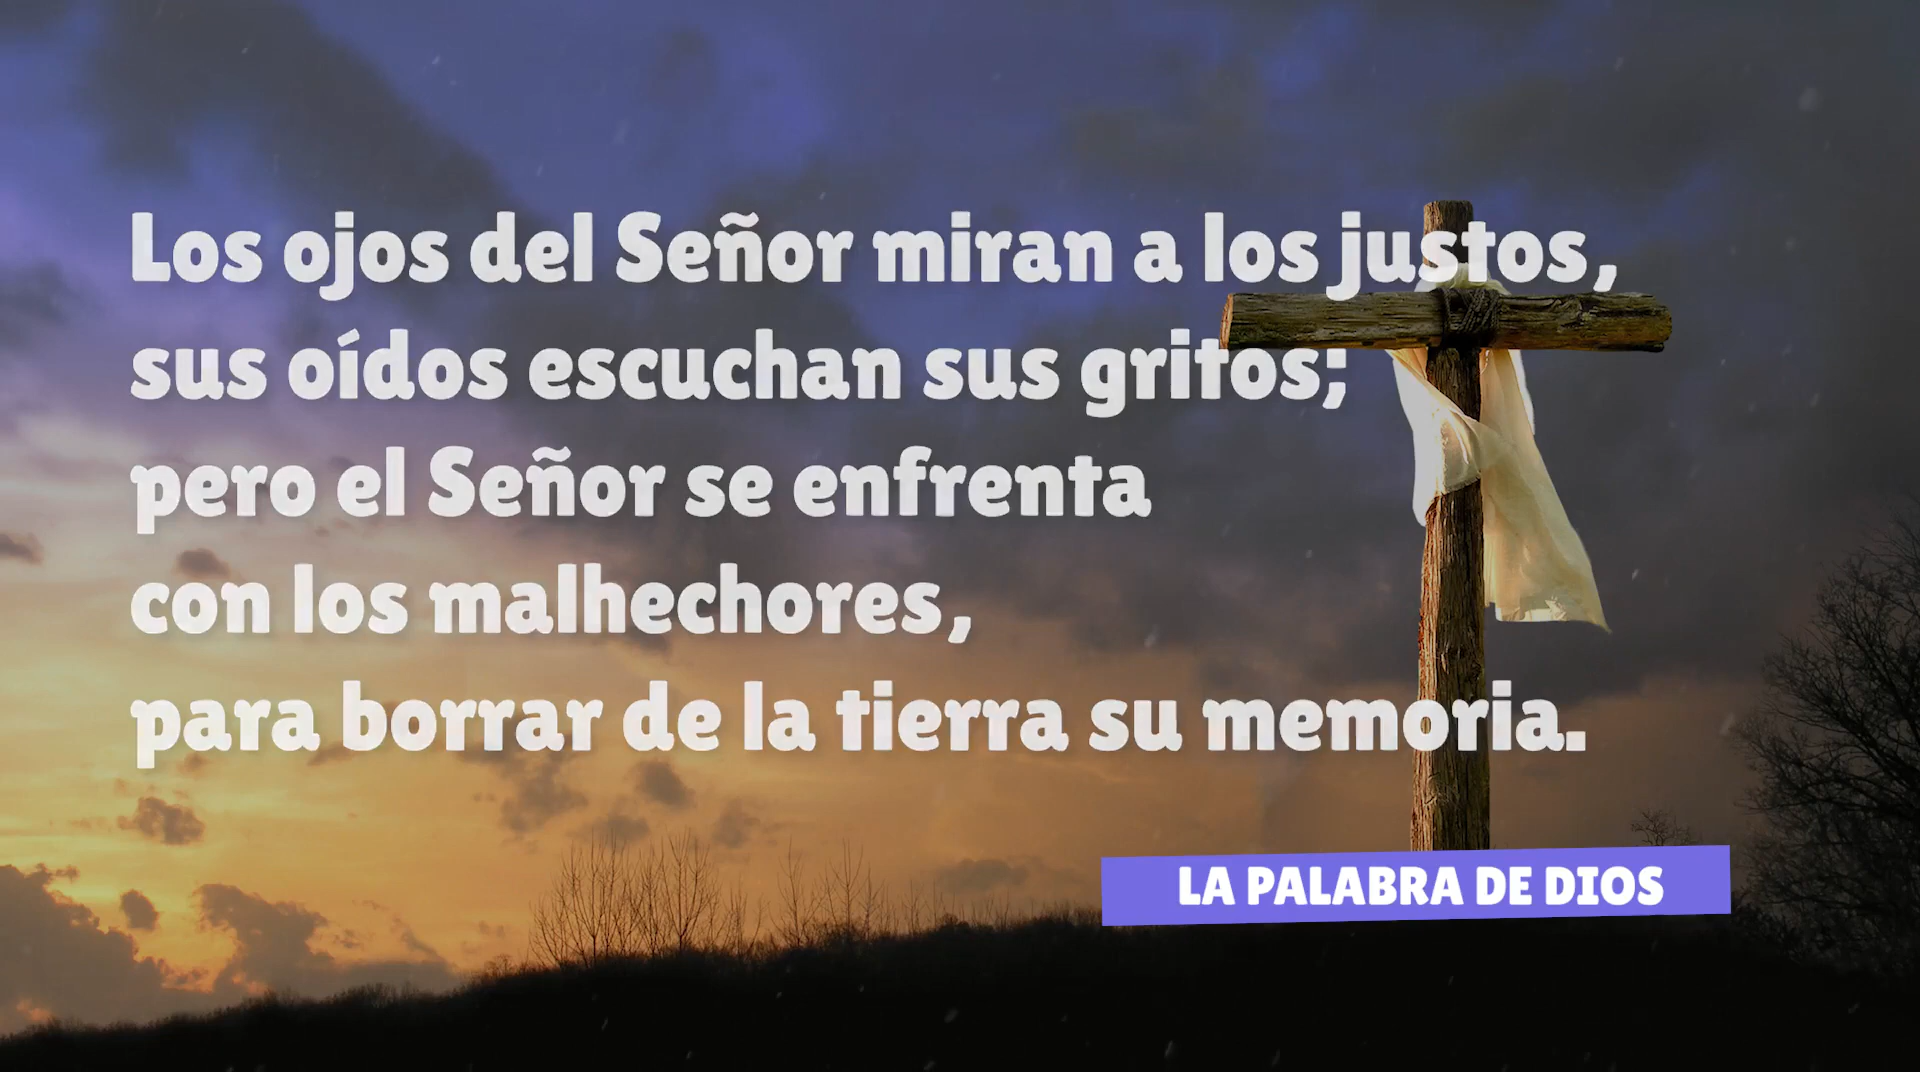 Los ojos del Señor miran a los justos,
sus oídos escuchan sus gritos;
pero el Señor se enfrenta
con los malhechores,
para borrar de la tierra su memoria.
LA PALABRA DE DIOS